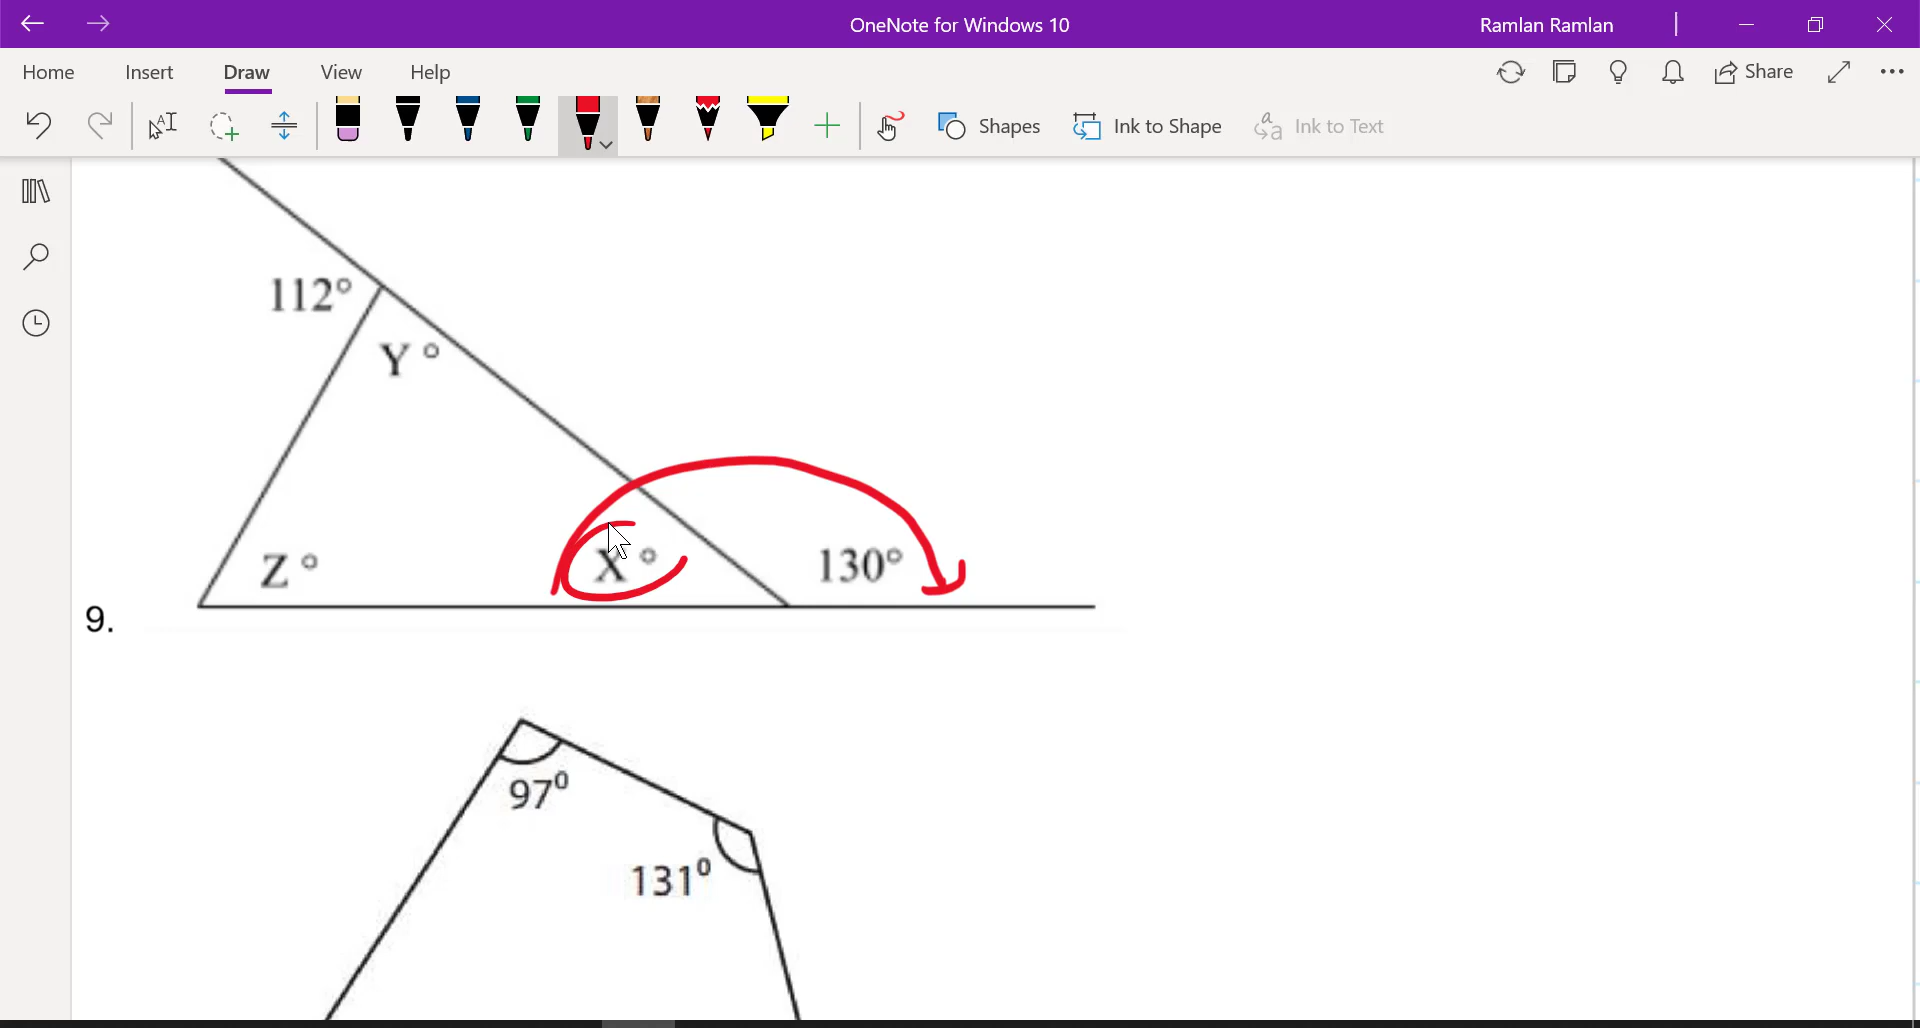 OneNote for Windows 10
Ramlan Ramlan
Home Insert Draw View Help
Share
Shapes Ink to Shape Ink to Text
112°
Y °
Z °
X °
130°
9.
97⁰
131⁰